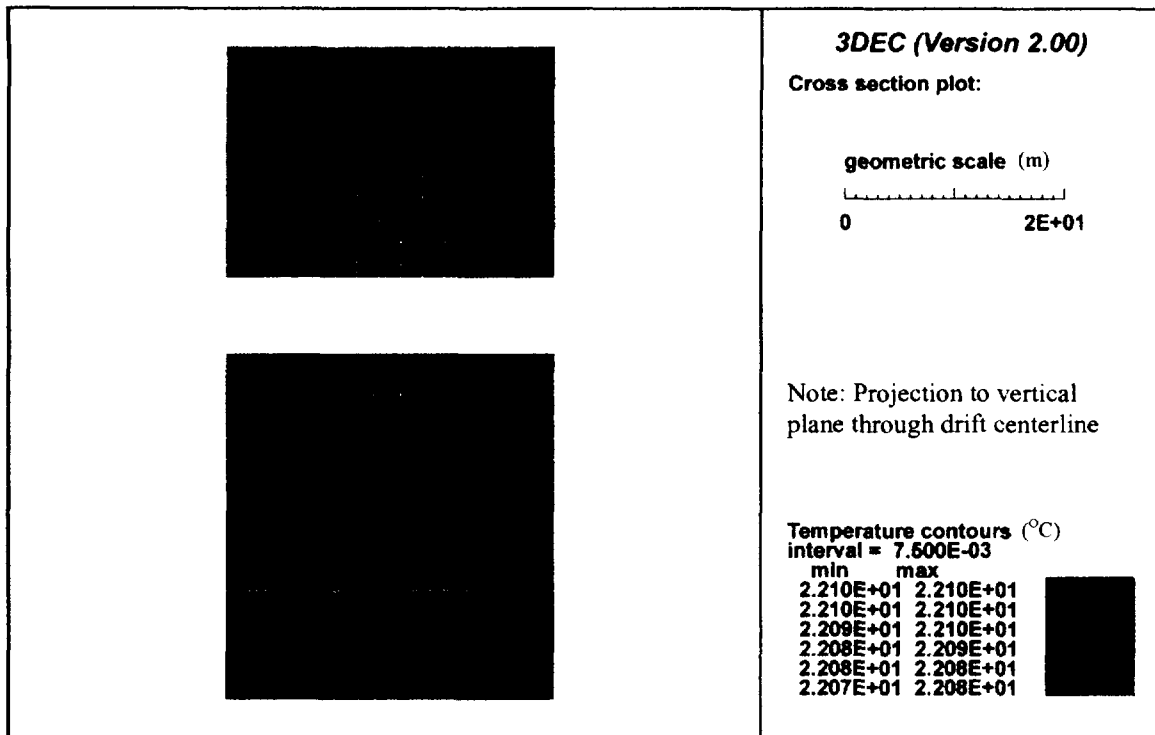 3DEC (Version 2.00)
Cross section plot:
geometric scale (m)
0 2E+01
Note: Projection to vertical
plane through drift centerline
Temperature contours (°C)
interval = 7.500E-03
min max
2.210E+01 2.210E+01
2.210E+01 2.210E+01
2.209E+01 2.210E+01
2.208E+01 2.209E+01
2.208E+01 2.208E+01
2.207E+01 2.208E+01